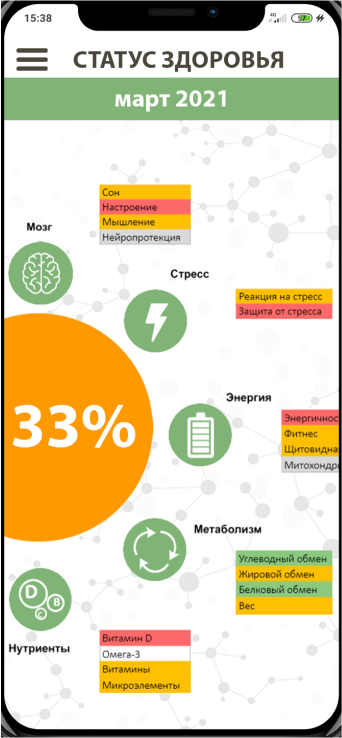 15:38
4G
57
СТАТУС ЗДОРОВЬЯ
март 2021
Сон
Настроение
Мышление
Нейропротекция
Мозг
Стресс
Реакция на стресс
Защита от стресса
33%
Энергия
Энергичнос
Фитнес
Щитовидна
Митохондри
Метаболизм
Углеводный обмен
Жировой обмен
Белковый обмен
Вес
D
B
C
Нутриенты
Витамин D
Омега-3
Витамины
Микроэлементы